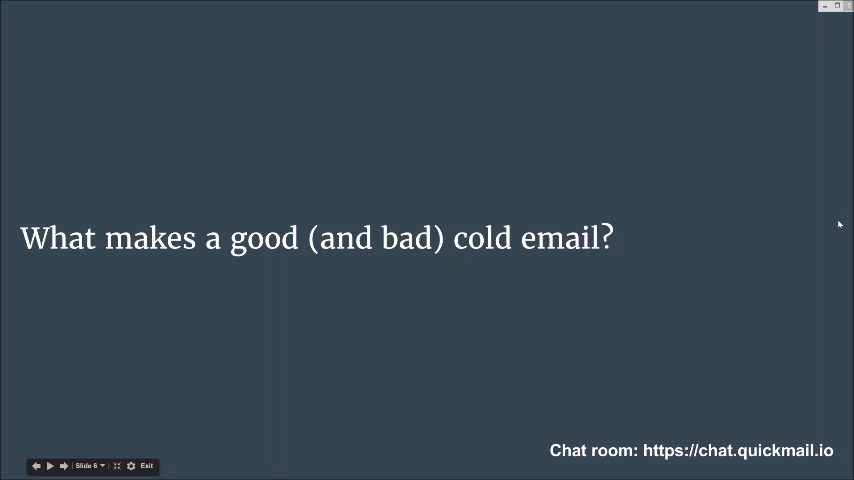 What makes a good (and bad) cold email?
Chat room: https://chat.quickmail.io
Slide 6
Exit